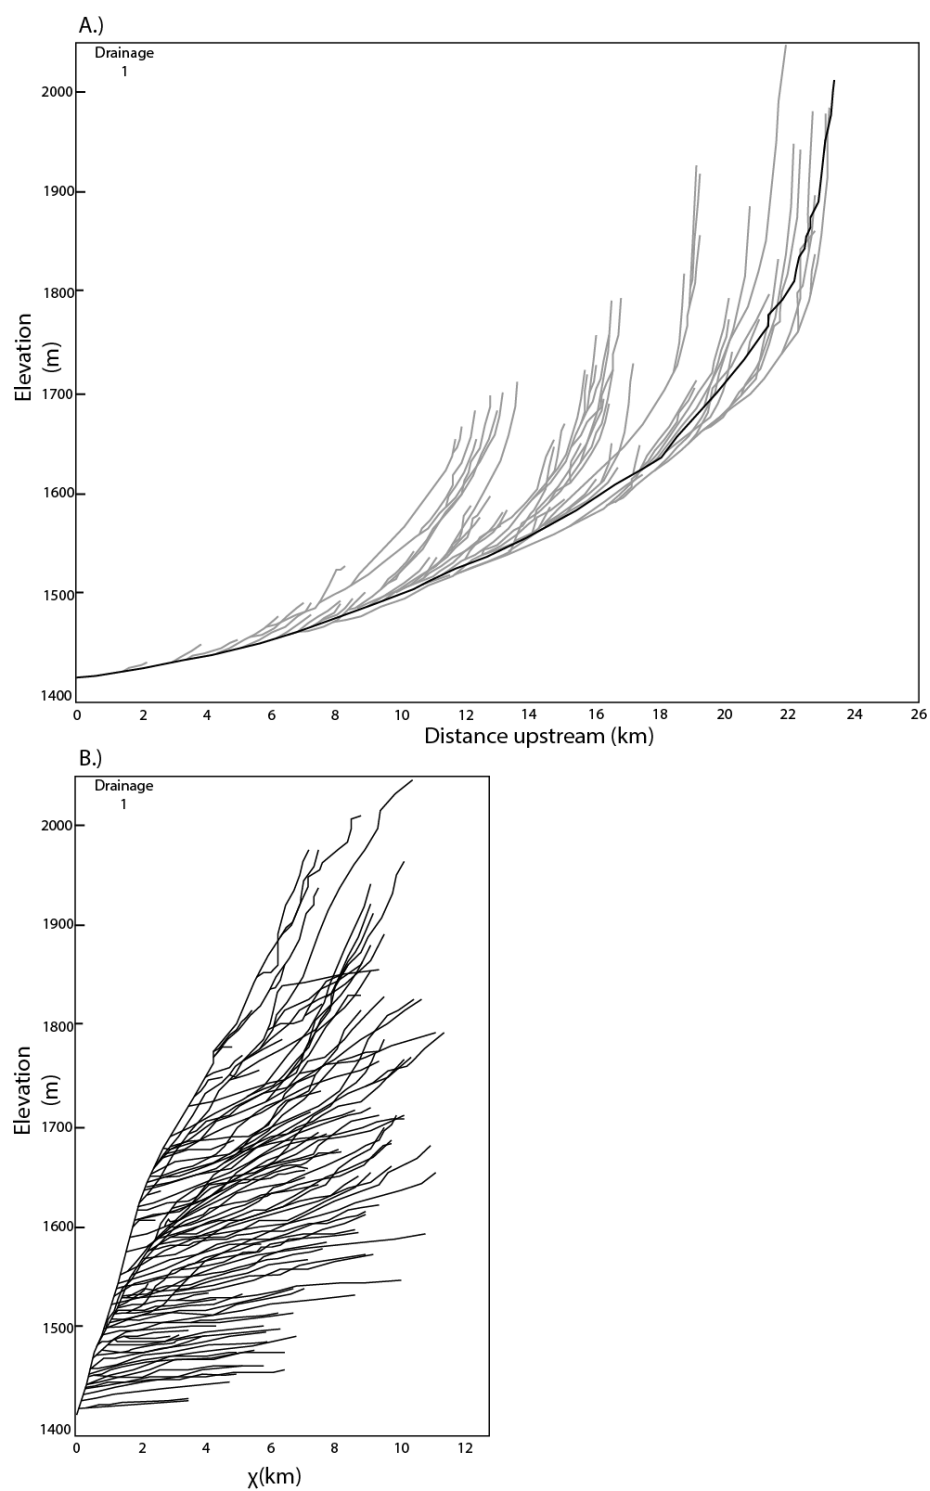 A.)
Drainage
1
2000
1900
1800
1700
1600
1500
1400
Elevation
(m)
0 2 4 6 8 10 12 14 16 18 20 22 24 26
Distance upstream (km)
B.)
Drainage
1
2000
1900
1800
1700
1600
1500
1400
Elevation
(m)
0 2 4 6 8 10 12
χ(km)